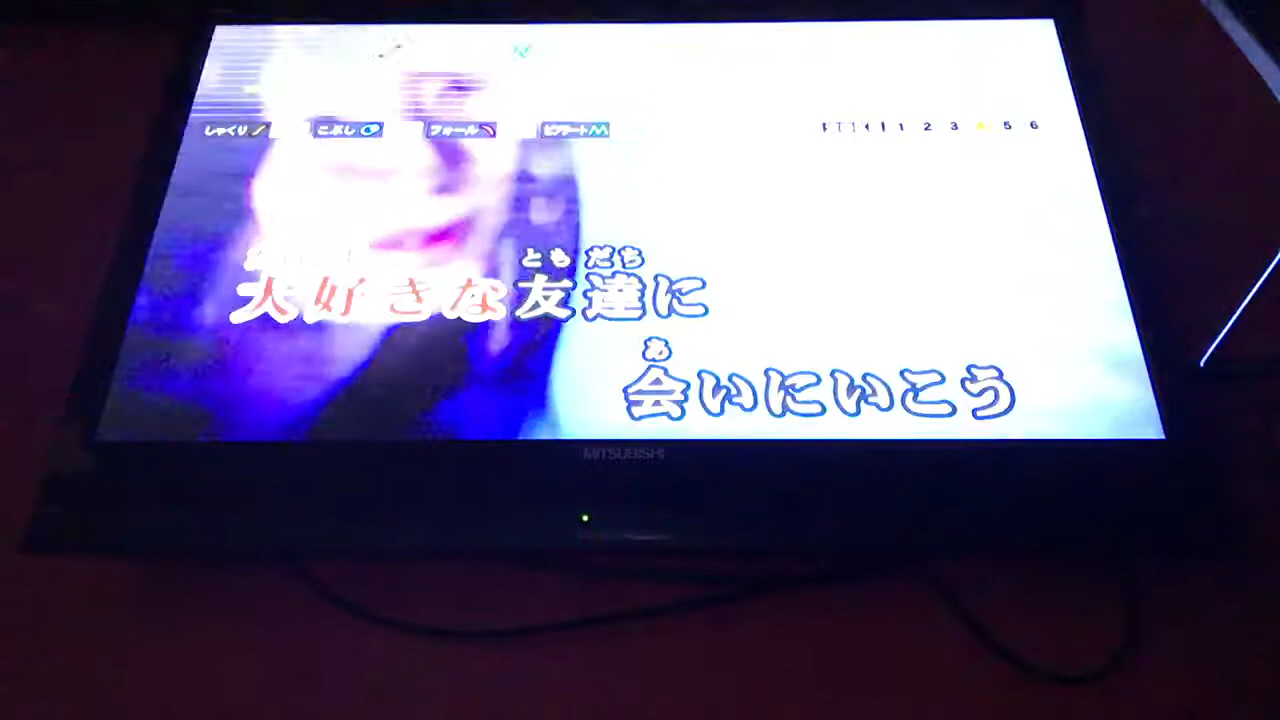 しゃくり こぶし フォール ビブラート
1 2 3 4 5 6
とも だち
大好きな友達に
あ
会いにいこう
MITSUBISHI